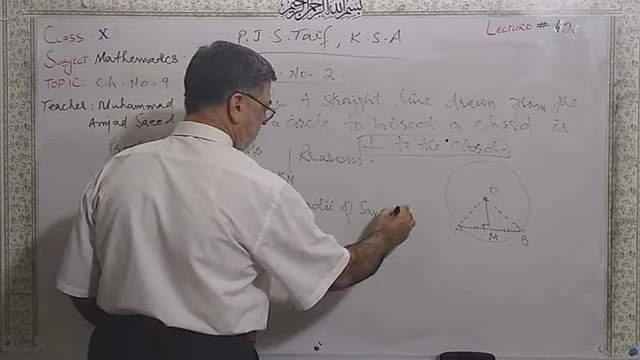 بسم الله الرحمن الرحيم
CLASS X
P.I.S. Taif, K.S.A
LECTURE # 42
SUBJECT Mathematics
TOPIC: Ch. No. 9
No. 2
Teacher: Muhammad Amjad Saeed
A straight line drawn from the
a circle to bisect a chord is
⊥ to the chord.
Reasons
of
O
A M B